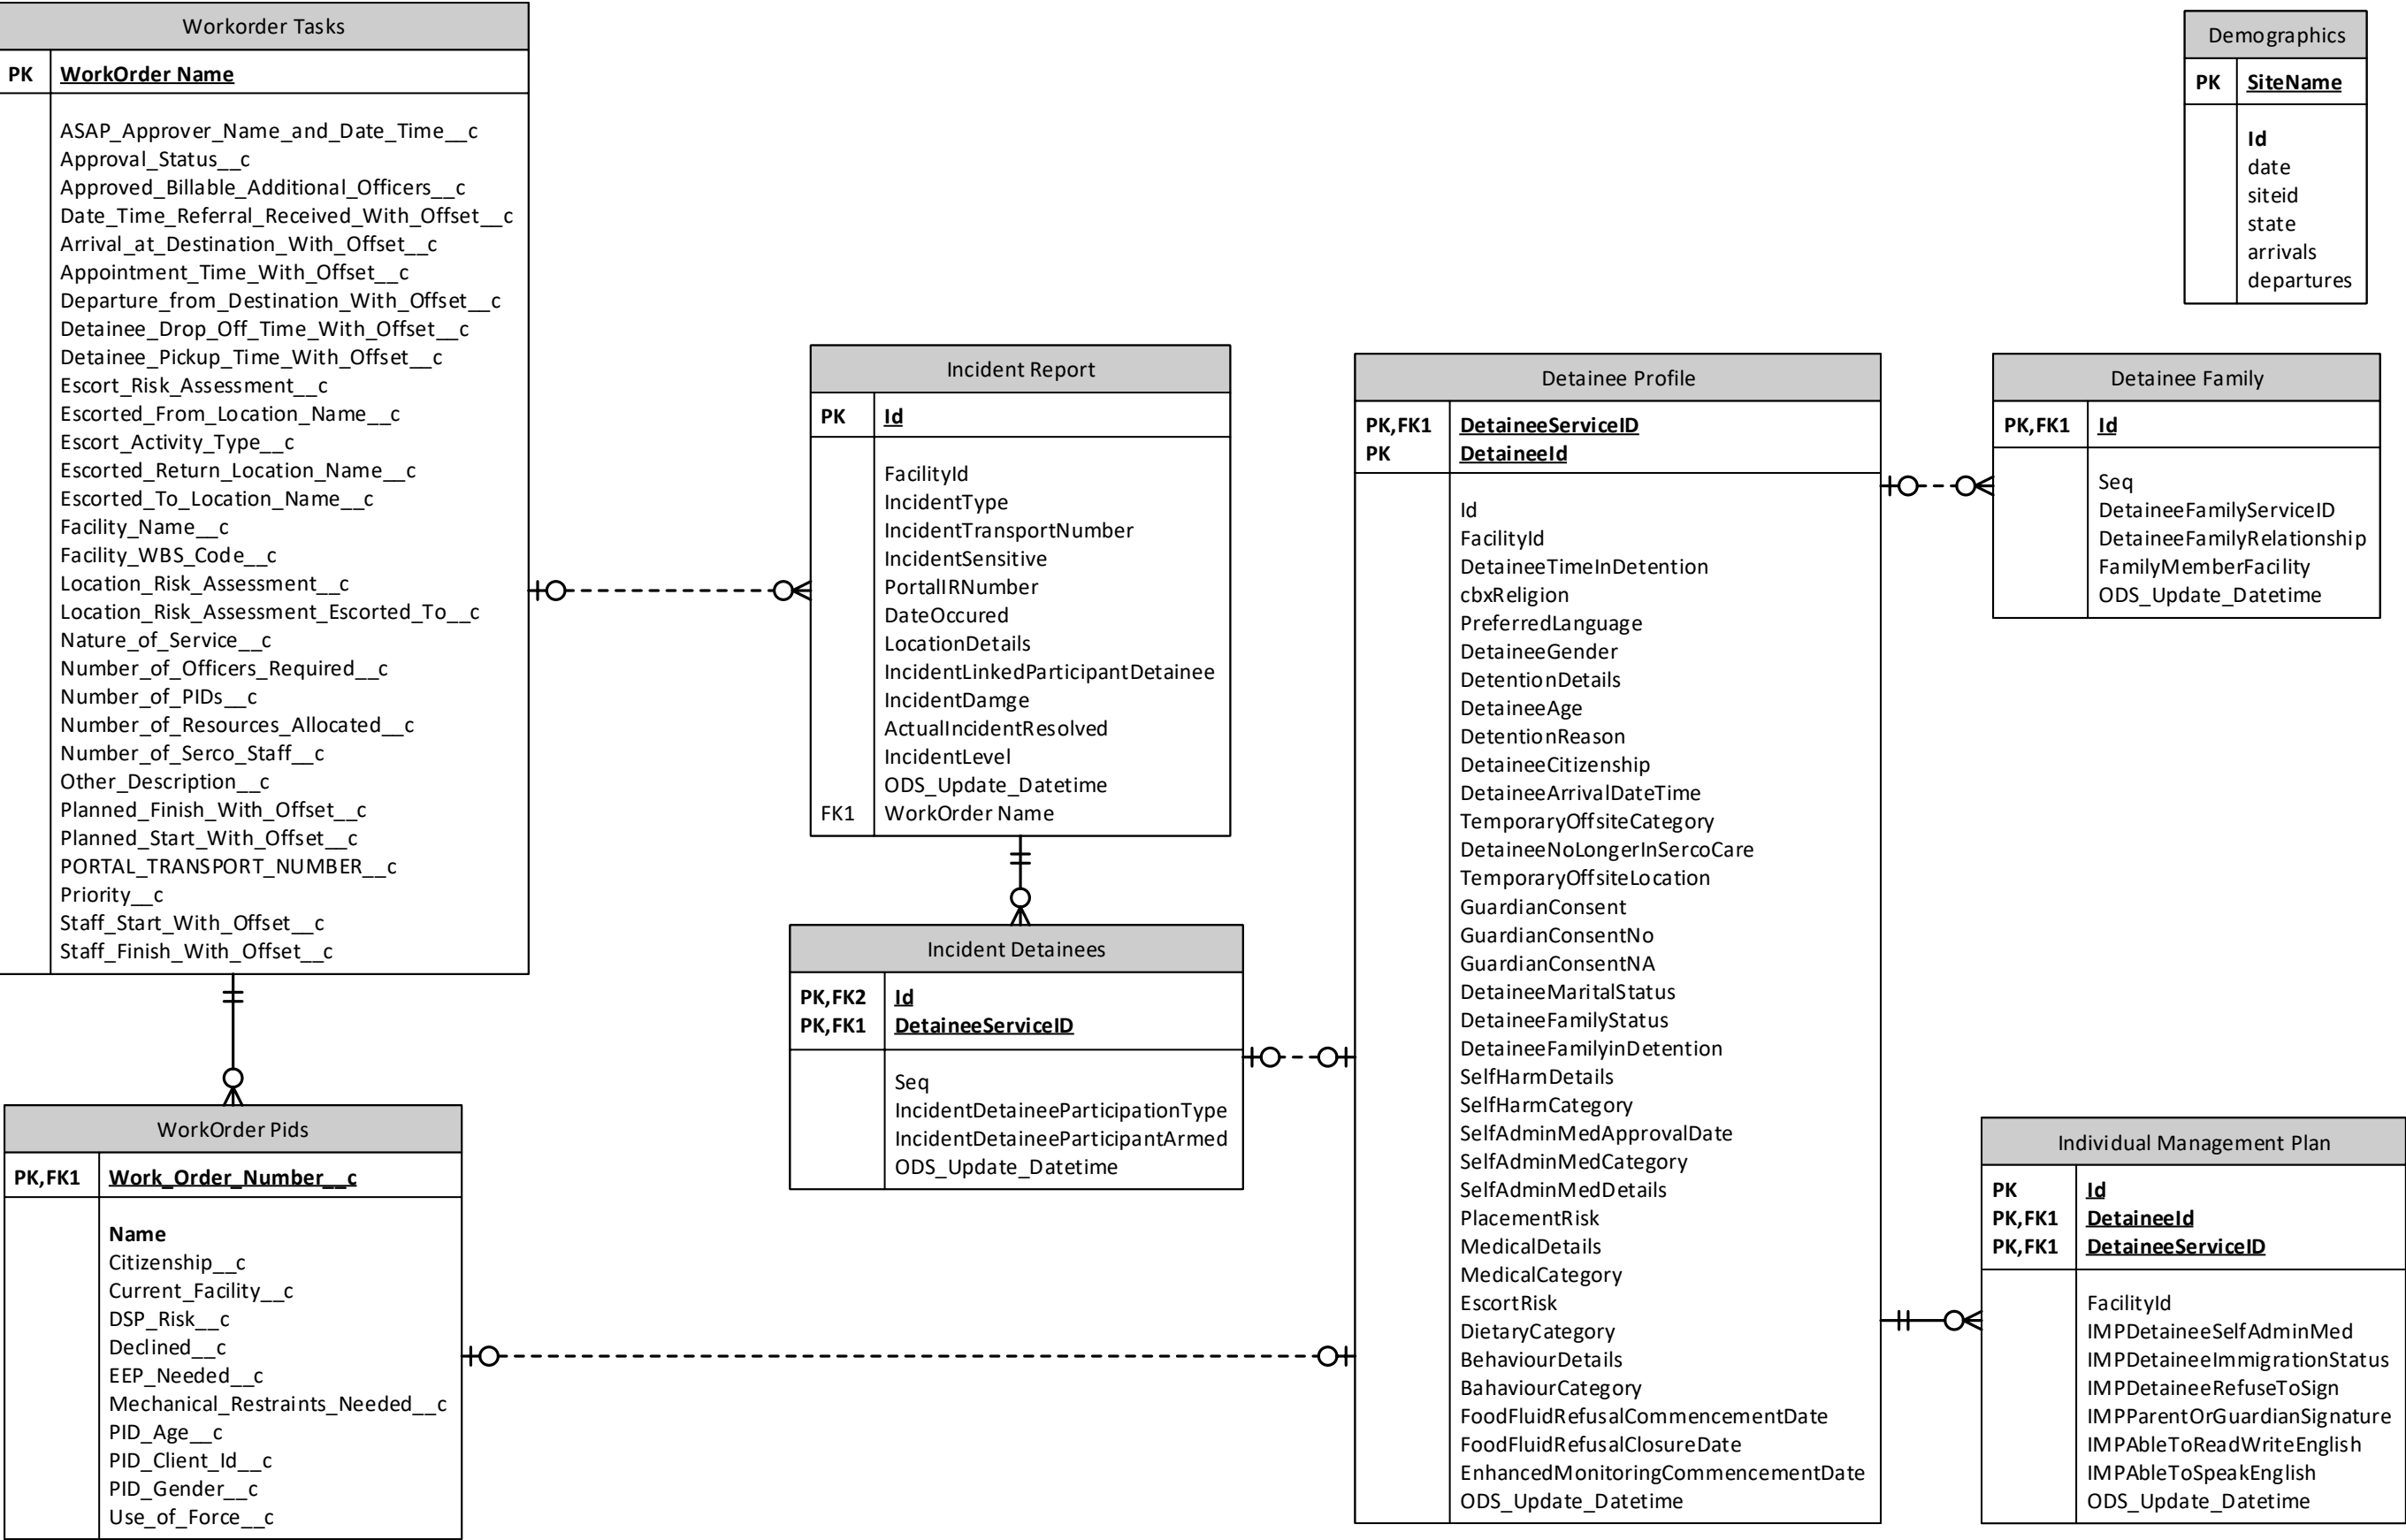 Workorder Tasks
PK WorkOrder Name
ASAP_Approver_Name_and_Date_Time__c
Approval_Status__c
Approved_Billable_Additional_Officers__c
Date_Time_Referral_Received_With_Offset__c
Arrival_at_Destination_With_Offset__c
Appointment_Time_With_Offset__c
Departure_from_Destination_With_Offset__c
Detainee_Drop_Off_Time_With_Offset__c
Detainee_Pickup_Time_With_Offset__c
Escort_Risk_Assessment__c
Escorted_From_Location_Name__c
Escort_Activity_Type__c
Escorted_Return_Location_Name__c
Escorted_To_Location_Name__c
Facility_Name__c
Facility_WBS_Code__c
Location_Risk_Assessment__c
Location_Risk_Assessment_Escorted_To__c
Nature_of_Service__c
Number_of_Officers_Required__c
Number_of_PIDs__c
Number_of_Resources_Allocated__c
Number_of_Serco_Staff__c
Other_Description__c
Planned_Finish_With_Offset__c
Planned_Start_With_Offset__c
PORTAL_TRANSPORT_NUMBER__c
Priority__c
Staff_Start_With_Offset__c
Staff_Finish_With_Offset__c
WorkOrder Pids
PK,FK1 Work_Order_Number__c
Name
Citizenship__c
Current_Facility__c
DSP_Risk__c
Declined__c
EEP_Needed__c
Mechanical_Restraints_Needed__c
PID_Age__c
PID_Client_Id__c
PID_Gender__c
Use_of_Force__c
Incident Report
PK Id
FacilityId
IncidentType
IncidentTransportNumber
IncidentSensitive
PortalIRNumber
DateOccured
LocationDetails
IncidentLinkedParticipantDetainee
IncidentDamge
ActualIncidentResolved
IncidentLevel
ODS_Update_Datetime
FK1 WorkOrder Name
Incident Detainees
PK,FK2 Id
PK,FK1 DetaineeServiceID
Seq
IncidentDetaineeParticipationType
IncidentDetaineeParticipantArmed
ODS_Update_Datetime
Detainee Profile
PK,FK1 DetaineeServiceID
PK DetaineeId
Id
FacilityId
DetaineeTimeInDetention
cbxReligion
PreferredLanguage
DetaineeGender
DetentionDetails
DetaineeAge
DetentionReason
DetaineeCitizenship
DetaineeArrivalDateTime
TemporaryOffsiteCategory
DetaineeNoLongerInSercoCare
TemporaryOffsiteLocation
GuardianConsent
GuardianConsentNo
GuardianConsentNA
DetaineeMaritalStatus
DetaineeFamilyStatus
DetaineeFamilyinDetention
SelfHarmDetails
SelfHarmCategory
SelfAdminMedApprovalDate
SelfAdminMedCategory
SelfAdminMedDetails
PlacementRisk
MedicalDetails
MedicalCategory
EscortRisk
DietaryCategory
BehaviourDetails
BahaviourCategory
FoodFluidRefusalCommencementDate
FoodFluidRefusalClosureDate
EnhancedMonitoringCommencementDate
ODS_Update_Datetime
Demographics
PK SiteName
Id
date
siteid
state
arrivals
departures
Detainee Family
PK,FK1 Id
Seq
DetaineeFamilyServiceID
DetaineeFamilyRelationship
FamilyMemberFacility
ODS_Update_Datetime
Individual Management Plan
PK Id
PK,FK1 DetaineeId
PK,FK1 DetaineeServiceID
FacilityId
IMPDetaineeSelfAdminMed
IMPDetaineeImmigrationStatus
IMPDetaineeRefuseToSign
IMPParentOrGuardianSignature
IMPAbleToReadWriteEnglish
IMPAbleToSpeakEnglish
ODS_Update_Datetime